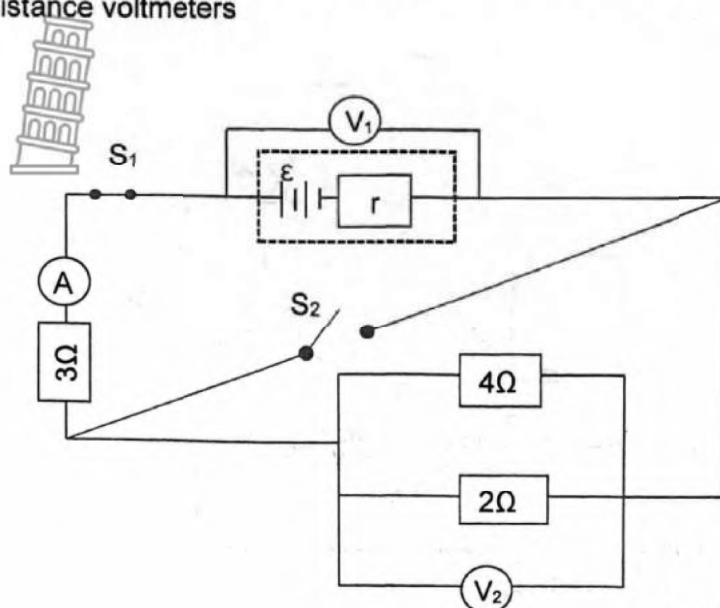 istance voltmeters
V₁
S₁
ε
r
A
S₂
3Ω
4Ω
2Ω
V₂